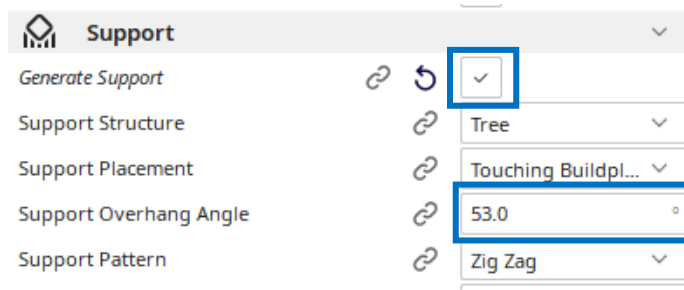 Support
Generate Support
Support Structure Tree
Support Placement Touching Buildpl...
Support Overhang Angle 53.0 °
Support Pattern Zig Zag